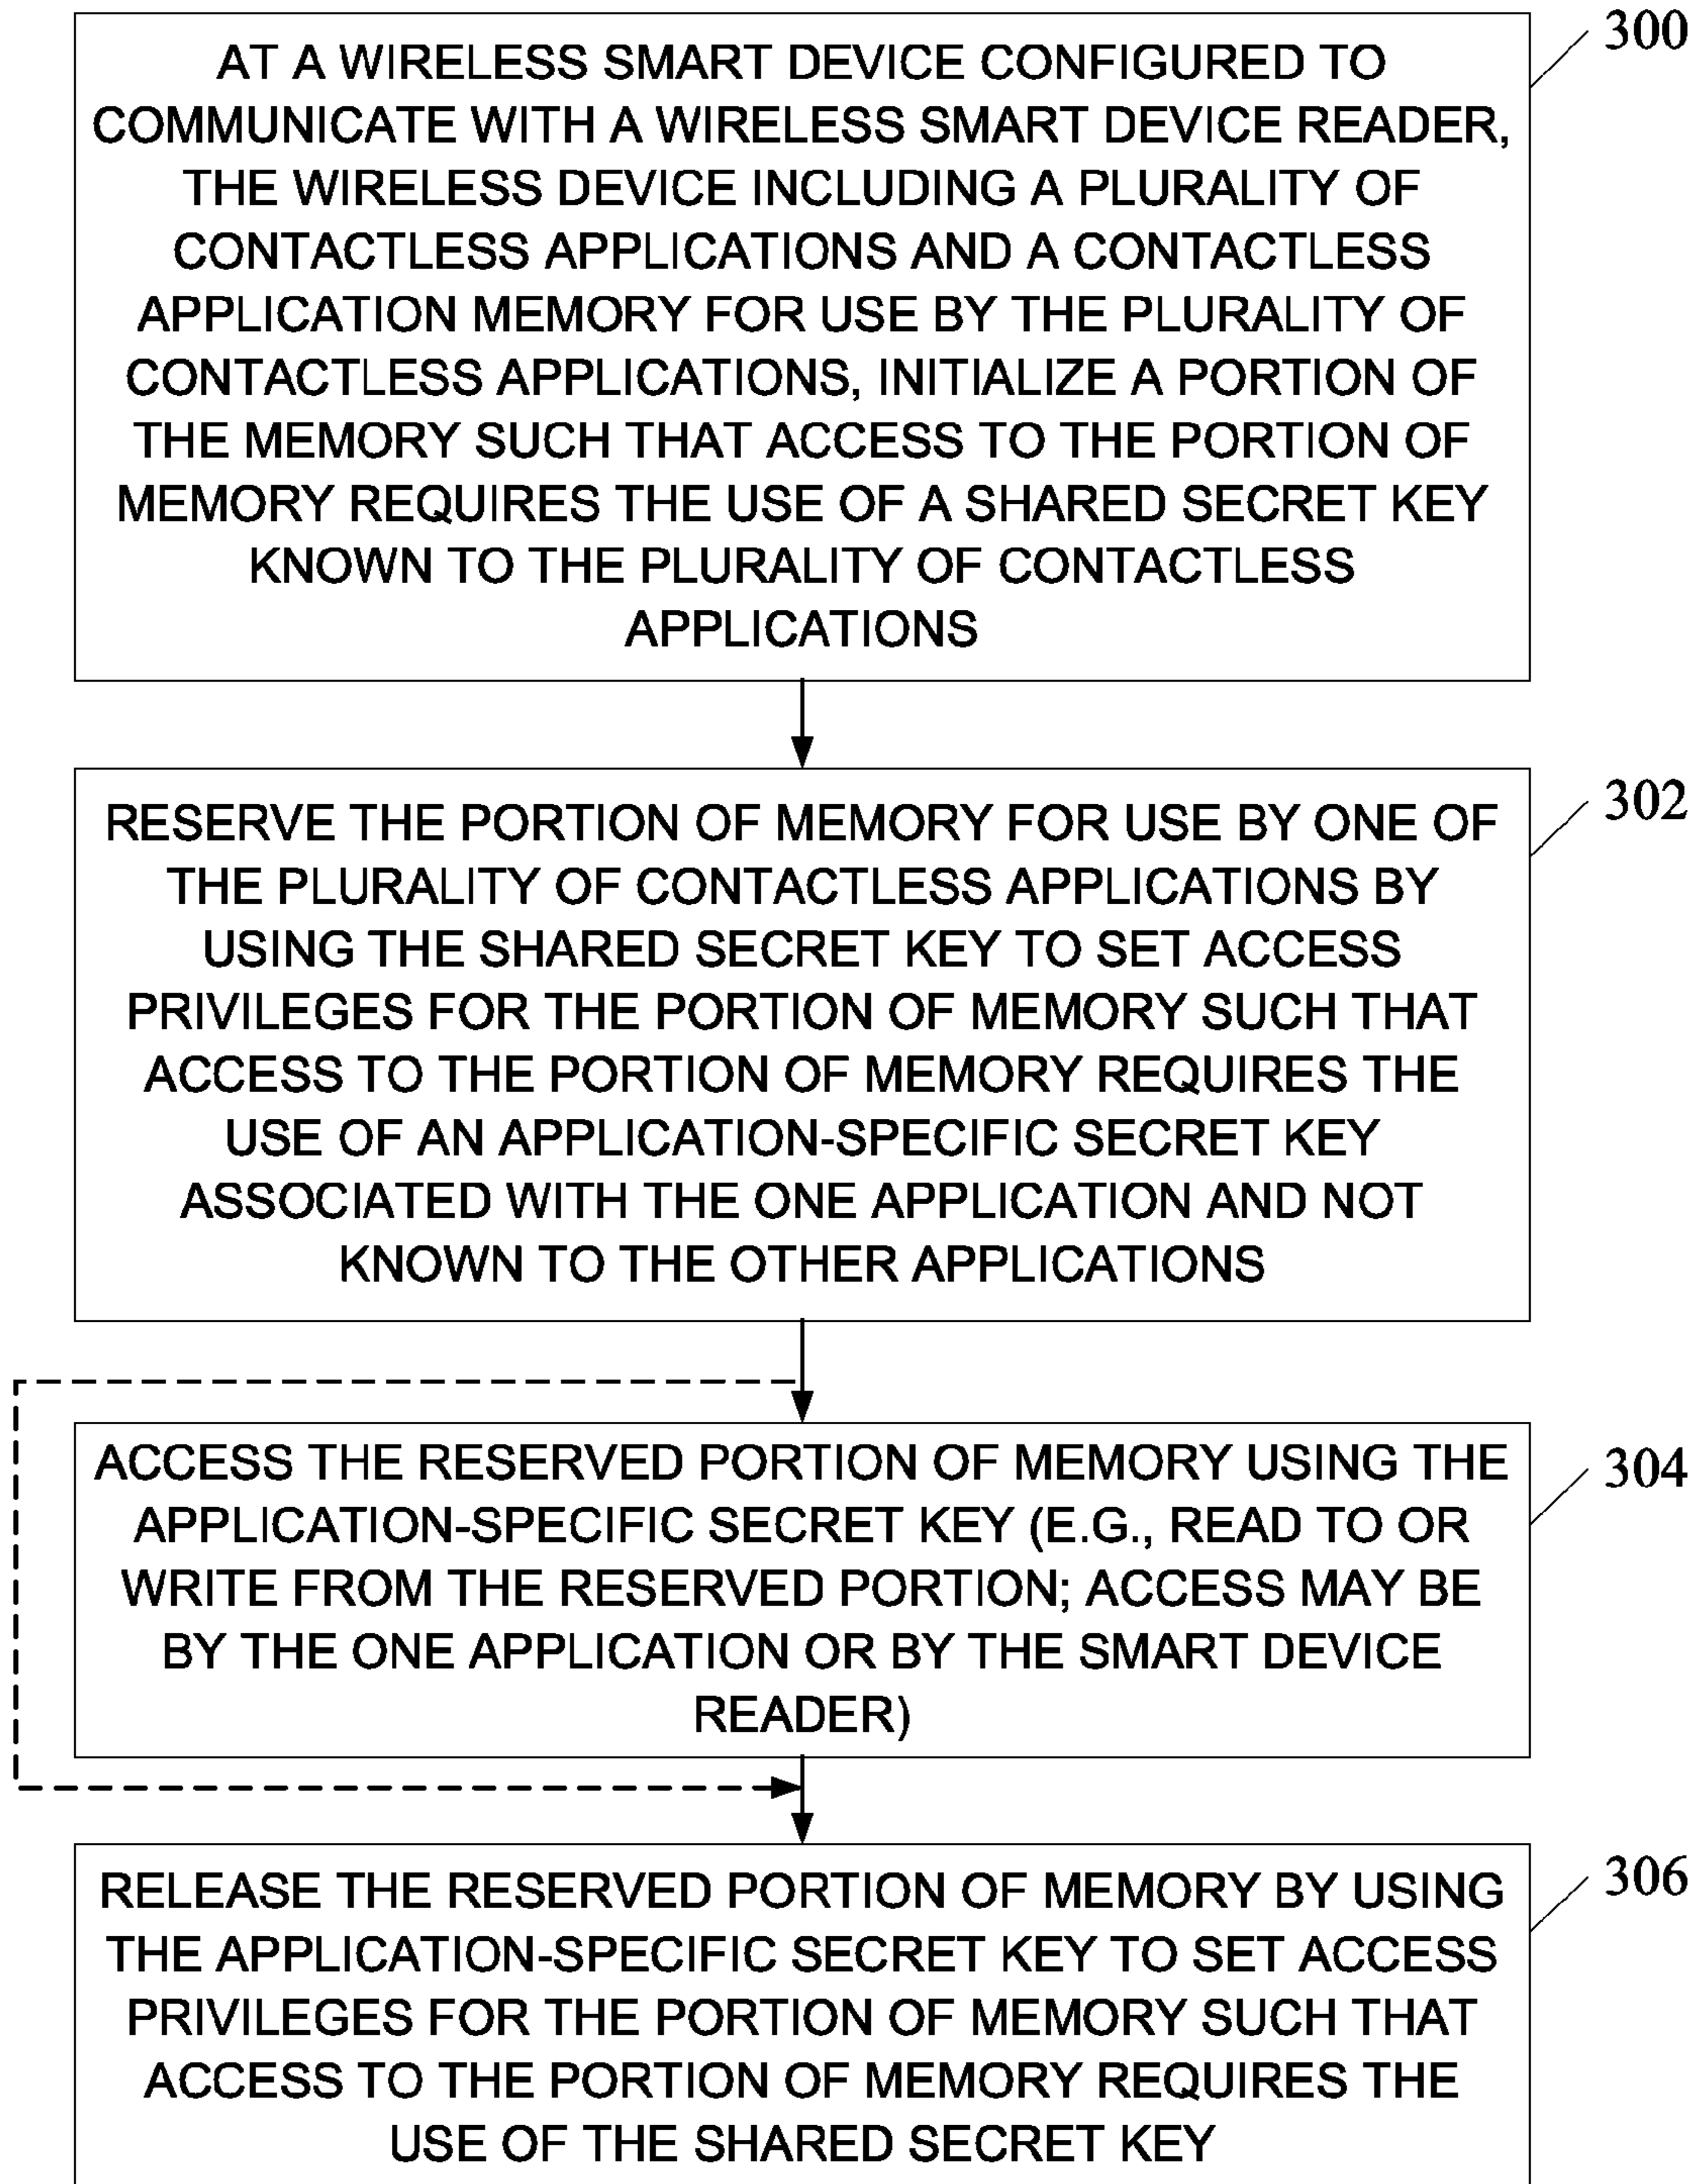 300
AT A WIRELESS SMART DEVICE CONFIGURED TO
COMMUNICATE WITH A WIRELESS SMART DEVICE READER,
THE WIRELESS DEVICE INCLUDING A PLURALITY OF
CONTACTLESS APPLICATIONS AND A CONTACTLESS
APPLICATION MEMORY FOR USE BY THE PLURALITY OF
CONTACTLESS APPLICATIONS, INITIALIZE A PORTION OF
THE MEMORY SUCH THAT ACCESS TO THE PORTION OF
MEMORY REQUIRES THE USE OF A SHARED SECRET KEY
KNOWN TO THE PLURALITY OF CONTACTLESS
APPLICATIONS
302
RESERVE THE PORTION OF MEMORY FOR USE BY ONE OF
THE PLURALITY OF CONTACTLESS APPLICATIONS BY
USING THE SHARED SECRET KEY TO SET ACCESS
PRIVILEGES FOR THE PORTION OF MEMORY SUCH THAT
ACCESS TO THE PORTION OF MEMORY REQUIRES THE
USE OF AN APPLICATION-SPECIFIC SECRET KEY
ASSOCIATED WITH THE ONE APPLICATION AND NOT
KNOWN TO THE OTHER APPLICATIONS
304
ACCESS THE RESERVED PORTION OF MEMORY USING THE
APPLICATION-SPECIFIC SECRET KEY (E.G., READ TO OR
WRITE FROM THE RESERVED PORTION; ACCESS MAY BE
BY THE ONE APPLICATION OR BY THE SMART DEVICE
READER)
306
RELEASE THE RESERVED PORTION OF MEMORY BY USING
THE APPLICATION-SPECIFIC SECRET KEY TO SET ACCESS
PRIVILEGES FOR THE PORTION OF MEMORY SUCH THAT
ACCESS TO THE PORTION OF MEMORY REQUIRES THE
USE OF THE SHARED SECRET KEY